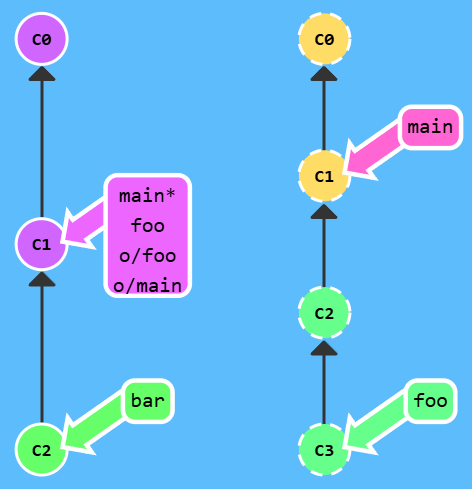 C0
C1
main*
foo
o/foo
o/main
bar
C2
C0
main
C1
C2
foo
C3